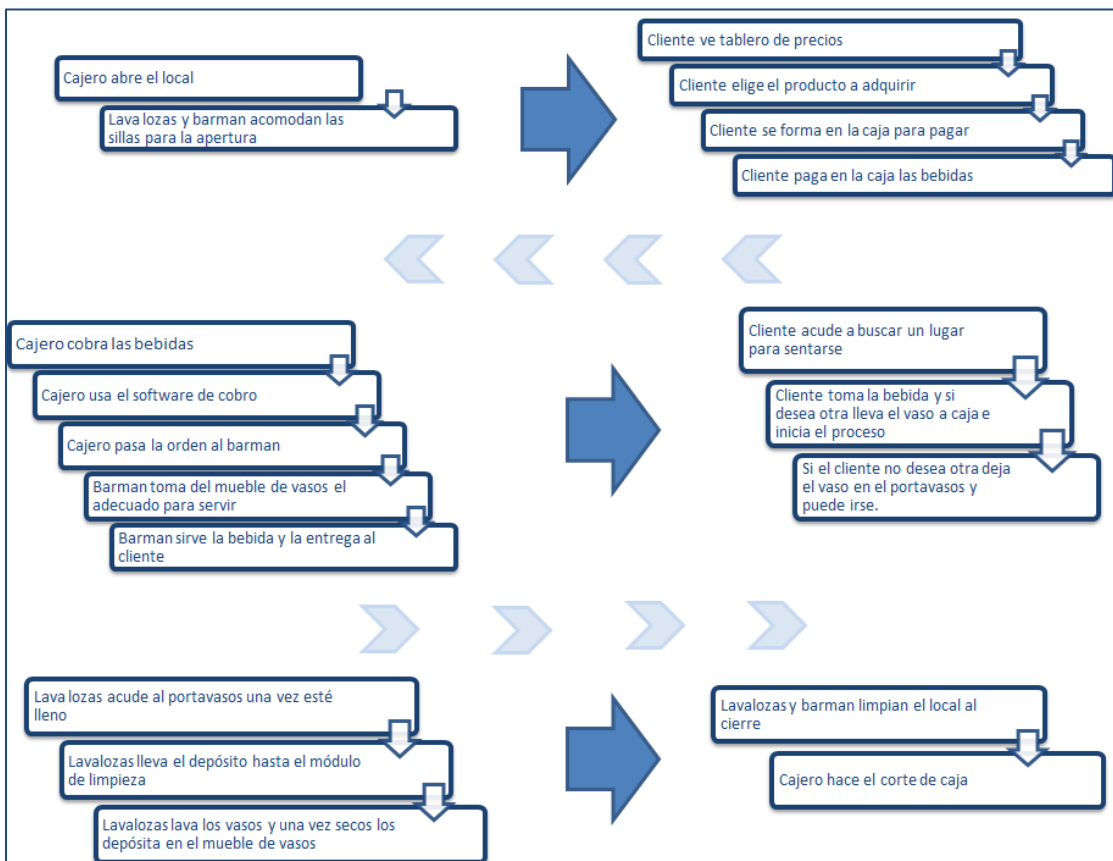 Cajero abre el local
Lava lozas y barman acomodan las
sillas para la apertura
Cliente ve tablero de precios
Cliente elige el producto a adquirir
Cliente se forma en la caja para pagar
Cliente paga en la caja las bebidas
Cajero cobra las bebidas
Cajero usa el software de cobro
Cajero pasa la orden al barman
Barman toma del mueble de vasos el
adecuado para servir
Barman sirve la bebida y la entrega al
cliente
Cliente acude a buscar un lugar
para sentarse
Cliente toma la bebida y si
desea otra lleva el vaso a caja e
inicia el proceso
Si el cliente no desea otra deja
el vaso en el portavasos y
puede irse.
Lava lozas acude al portavasos una vez esté
lleno
Lavalozas lleva el depósito hasta el módulo
de limpieza
Lavalozas lava los vasos y una vez secos los
depósita en el mueble de vasos
Lavalozas y barman limpian el local al
cierre
Cajero hace el corte de caja